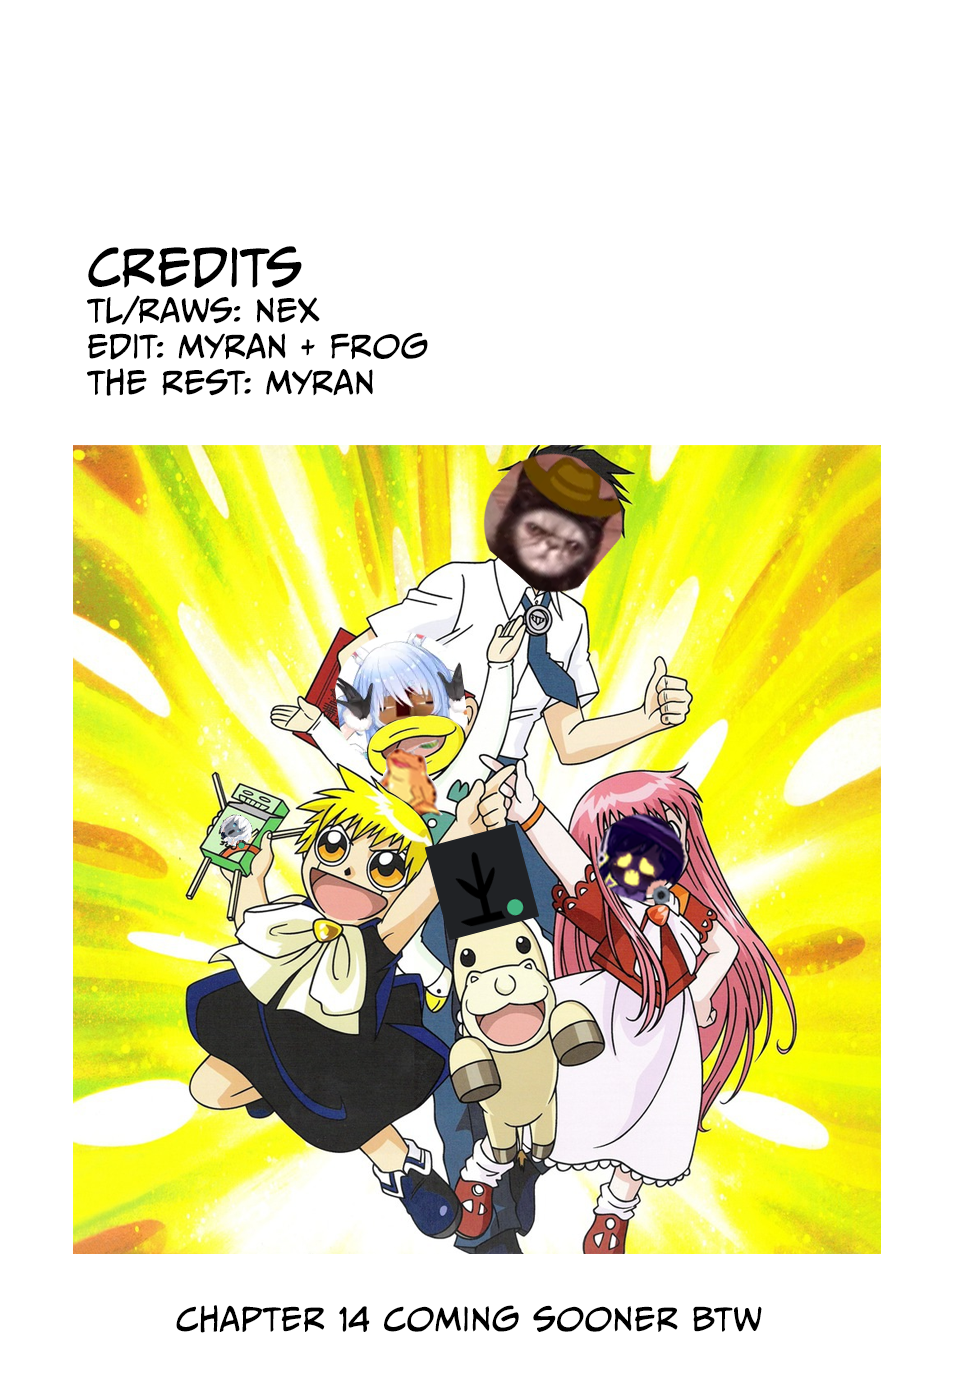 CREDITS
TL/RAWS: NEX
EDIT: MYRAN + FROG
THE REST: MYRAN
CHAPTER 14 COMING SOONER BTW